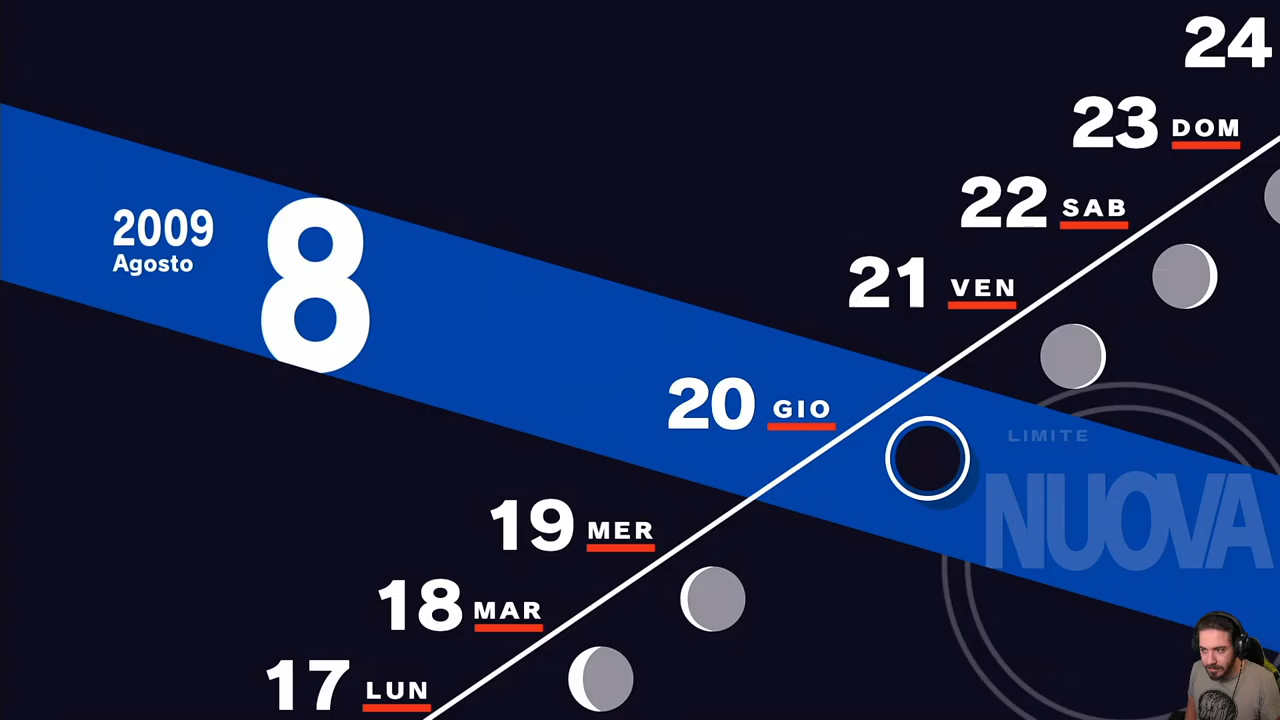 24
23 DOM
22 SAB
2009
Agosto
8
21 VEN
20 GIO
LIMITE
NUOVA
19 MER
18 MAR
17 LUN